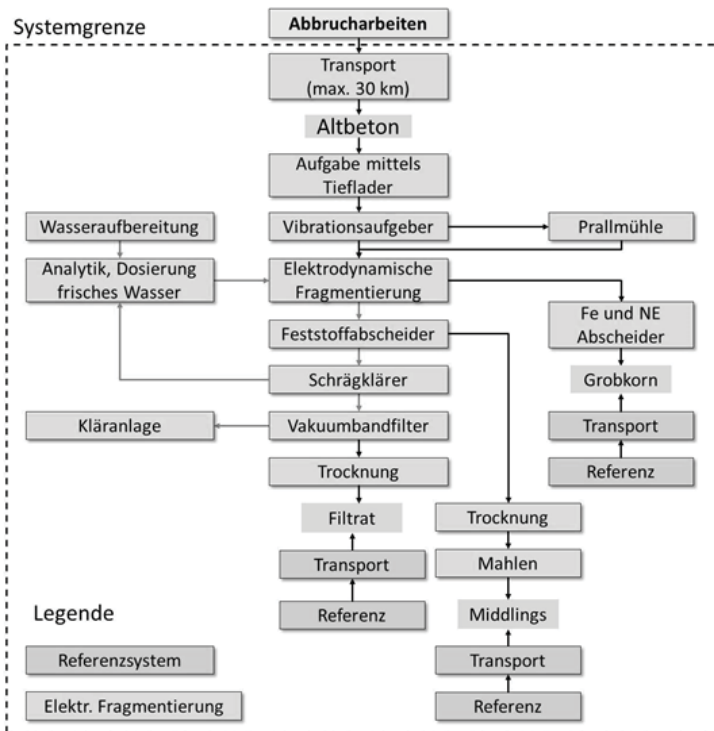 Abbrucharbeiten
Systemgrenze
Transport
(max. 30 km)
Altbeton
Aufgabe mittels
Tieflader
Wasseraufbereitung
Vibrationsaufgeber
Prallmühle
Analytik, Dosierung
frisches Wasser
Elektrodynamische
Fragmentierung
Fe und NE
Abscheider
Feststoffabscheider
Schrägklärer
Grobkorn
Kläranlage
Vakuumbandfilter
Transport
Trocknung
Referenz
Filtrat
Trocknung
Transport
Mahlen
Legende
Referenz
Middlings
Referenzsystem
Transport
Elektr. Fragmentierung
Referenz